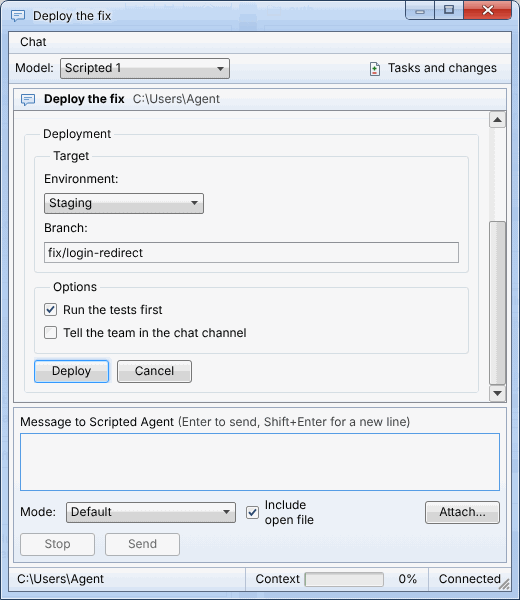 Deploy the fix
Chat
Model: Scripted 1 Tasks and changes
Deploy the fix C:\Users\Agent
Deployment
Target
Environment:
Staging
Branch:
fix/login-redirect
Options
Run the tests first
Tell the team in the chat channel
Deploy Cancel
Message to Scripted Agent (Enter to send, Shift+Enter for a new line)
Mode: Default Include
open file Attach...
Stop Send
C:\Users\Agent Context 0% Connected